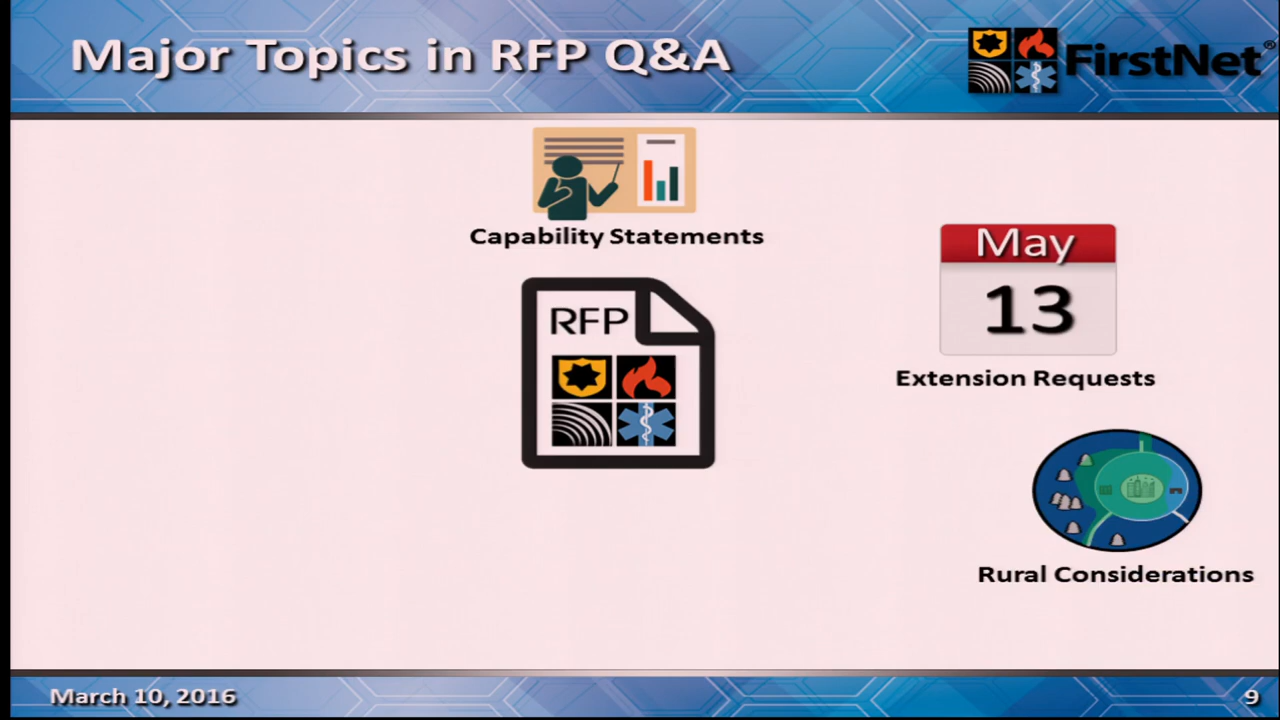 Major Topics in RFP Q&A
FirstNet®
Capability Statements
May
13
RFP
Extension Requests
Rural Considerations
March 10, 2016
9